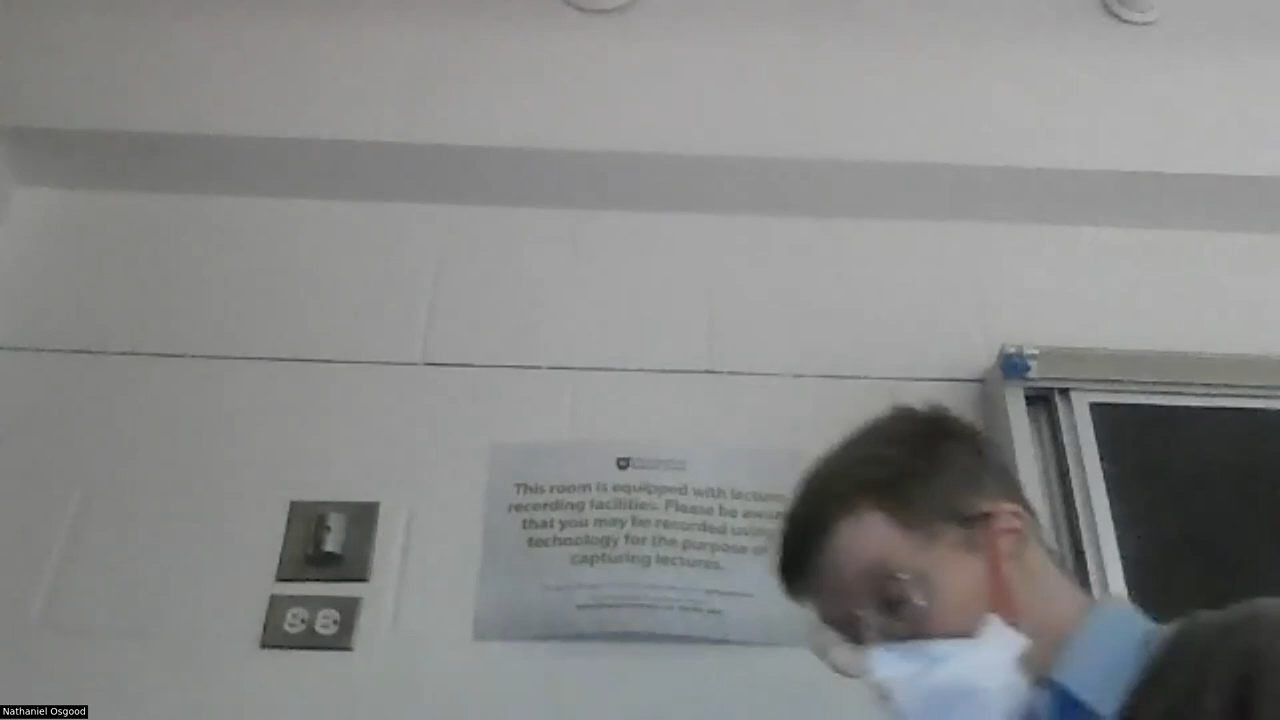 This room is equipped with lecture
recording facilities. Please be aware
that you may be recorded using
technology for the purpose of
capturing lectures.
Nathaniel Osgood